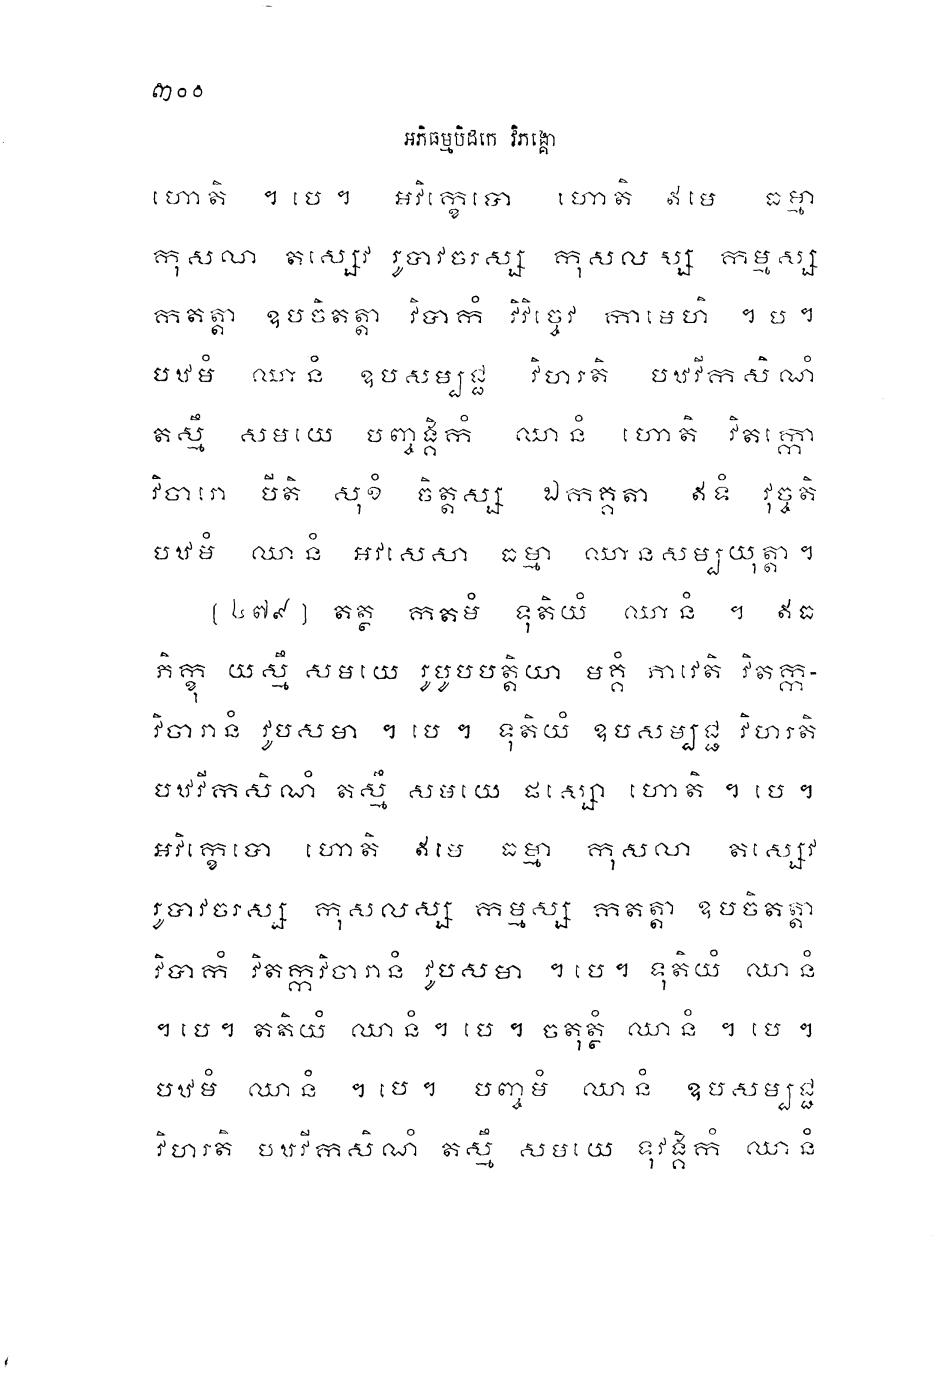 ៣០០
អភិធម្មបិដកេ វិភង្គោ
ហោតិ ។ បេ ។ អវិក្ខេបោ ហោតិ ឥមេ ធម្មា
កុសលា តស្សេវ រូបាវចរស្ស កុសលស្ស កម្មស្ស
កតត្តា ឧបចិតត្តា វិបាកំ វិវិច្ចេវ កាមេហិ ។ ប ។
បឋមំ ឈានំ ឧបសម្បជ្ជ វិហរតិ បឋវីកសិណំ
តស្មឹ សមយេ បញ្ចង្គិកំ ឈានំ ហោតិ វិតក្កោ
វិចារោ បីតិ សុខំ ចិត្តស្ស ឯកគ្គតា ឥទំ វុច្ចតិ
បឋមំ ឈានំ អវសេសា ធម្មា ឈានសម្បយុត្តា ។
(៤៧៩) តត្ថ កតមំ ទុតិយំ ឈានំ ។ ឥធ
ភិក្ខុ យស្មឹ សមយេ រូបូបបត្តិយា មគ្គំ ភាវេតិ វិតក្ក-
វិចារានំ វូបសមា ។ បេ ។ ទុតិយំ ឧបសម្បជ្ជ វិហរតិ
បឋវីកសិណំ តស្មឹ សមយេ ផស្សោ ហោតិ ។ បេ ។
អវិក្ខេបោ ហោតិ ឥមេ ធម្មា កុសលា តស្សេវ
រូបាវចរស្ស កុសលស្ស កម្មស្ស កតត្តា ឧបចិតត្តា
វិបាកំ វិតក្កវិចារានំ វូបសមា ។ បេ ។ ទុតិយំ ឈានំ
។ បេ ។ តតិយំ ឈានំ ។ បេ ។ ចតុត្ថំ ឈានំ ។ បេ ។
បឋមំ ឈានំ ។ បេ ។ បញ្ចមំ ឈានំ ឧបសម្បជ្ជ
វិហរតិ បឋវីកសិណំ តស្មឹ សមយេ ទុវង្គិកំ ឈានំ